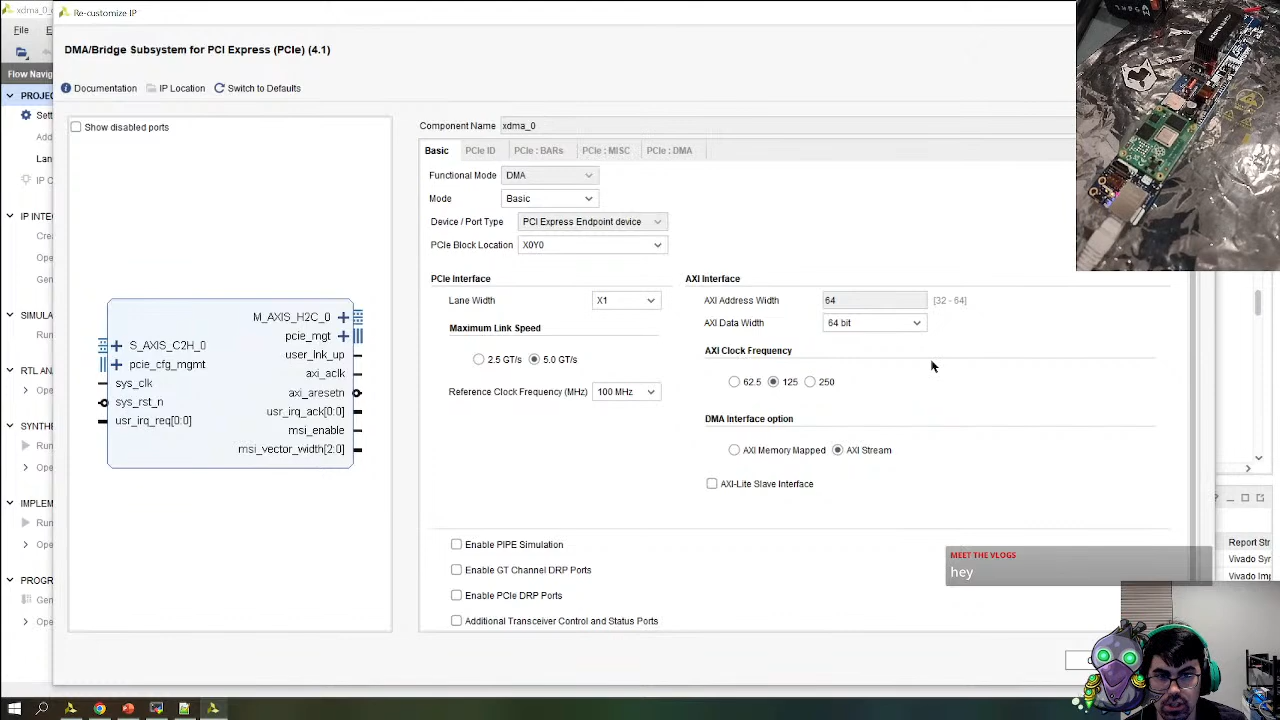 xdma_0
Re-customize IP
File
DMA/Bridge Subsystem for PCI Express (PCIe) (4.1)
Flow Navig
Documentation
IP Location
Switch to Defaults
PROJEC
Sett
Add
Lan
IP C
IP INTE
Crea
Ope
Gen
SIMULA
Run
RTL ANA
Ope
SYNTHE
Run
Ope
IMPLEME
Run
Ope
PROGR
Gen
Ope
Show disabled ports
S_AXIS_C2H_0
pcie_cfg_mgmt
sys_clk
sys_rst_n
usr_irq_req[0:0]
M_AXIS_H2C_0
pcie_mgt
user_lnk_up
axi_aclk
axi_aresetn
usr_irq_ack[0:0]
msi_enable
msi_vector_width[2:0]
Component Name xdma_0
Basic PCIe ID PCIe : BARs PCIe : MISC PCIe : DMA
Functional Mode DMA
Mode Basic
Device / Port Type PCI Express Endpoint device
PCIe Block Location X0Y0
PCIe Interface
Lane Width X1
Maximum Link Speed
2.5 GT/s 5.0 GT/s
Reference Clock Frequency (MHz) 100 MHz
AXI Interface
AXI Address Width 64 [32 - 64]
AXI Data Width 64 bit
AXI Clock Frequency
62.5 125 250
DMA Interface option
AXI Memory Mapped AXI Stream
AXI-Lite Slave Interface
Enable PIPE Simulation
Enable GT Channel DRP Ports
Enable PCIe DRP Ports
Additional Transceiver Control and Status Ports
MEET THE VLOGS
hey
Report Str
Vivado Syn
Vivado Imp